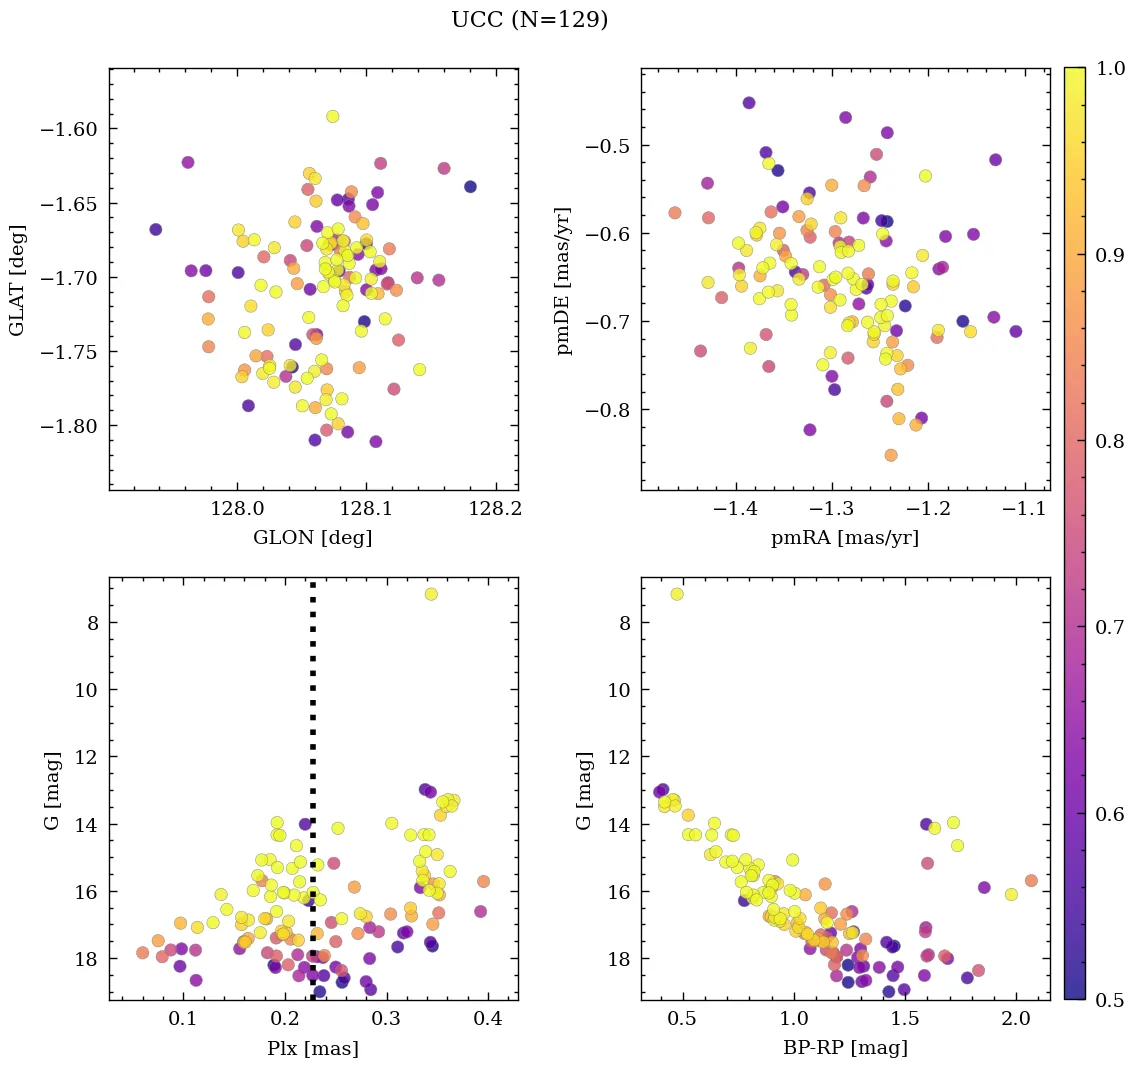 UCC (N=129)
−1.60
−1.65
−1.70
−1.75
−1.80
GLAT [deg]
128.0 128.1 128.2
GLON [deg]
−0.5
−0.6
−0.7
−0.8
pmDE [mas/yr]
−1.4 −1.3 −1.2 −1.1
pmRA [mas/yr]
8
10
12
14
16
18
G [mag]
0.1 0.2 0.3 0.4
Plx [mas]
8
10
12
14
16
18
G [mag]
0.5 1.0 1.5 2.0
BP-RP [mag]
1.0
0.9
0.8
0.7
0.6
0.5